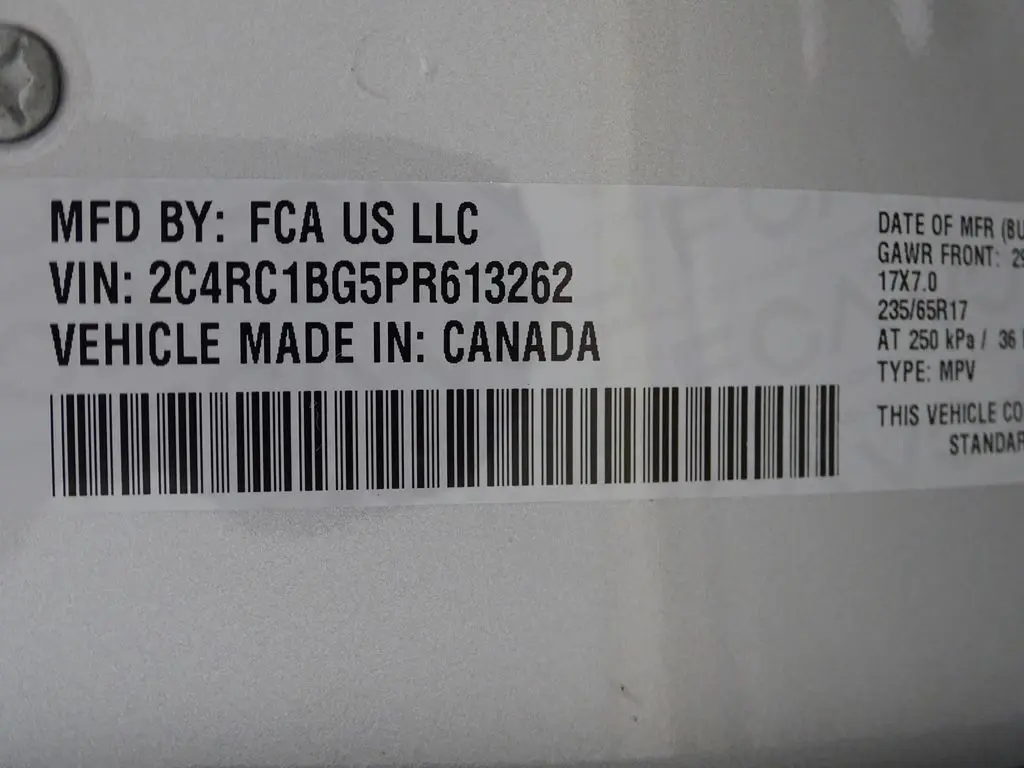 MFD BY: FCA US LLC
VIN: 2C4RC1BG5PR613262
VEHICLE MADE IN: CANADA
DATE OF MFR
GAWR FRONT:
17X7.0
235/65R17
AT 250 kPa / 36
TYPE: MPV
THIS VEHICLE